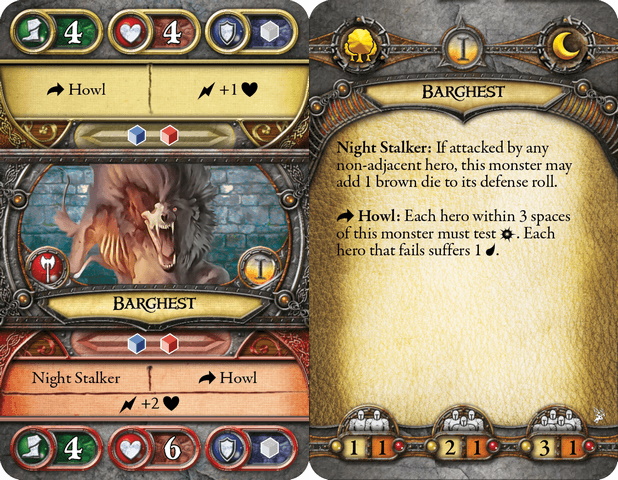 4 4
Howl +1
I
BARGHEST
Night Stalker Howl
+2
4 6
I
BARGHEST
Night Stalker: If attacked by any
non-adjacent hero, this monster may
add 1 brown die to its defense roll.
Howl: Each hero within 3 spaces
of this monster must test . Each
hero that fails suffers 1 .
1 1 2 1 3 1